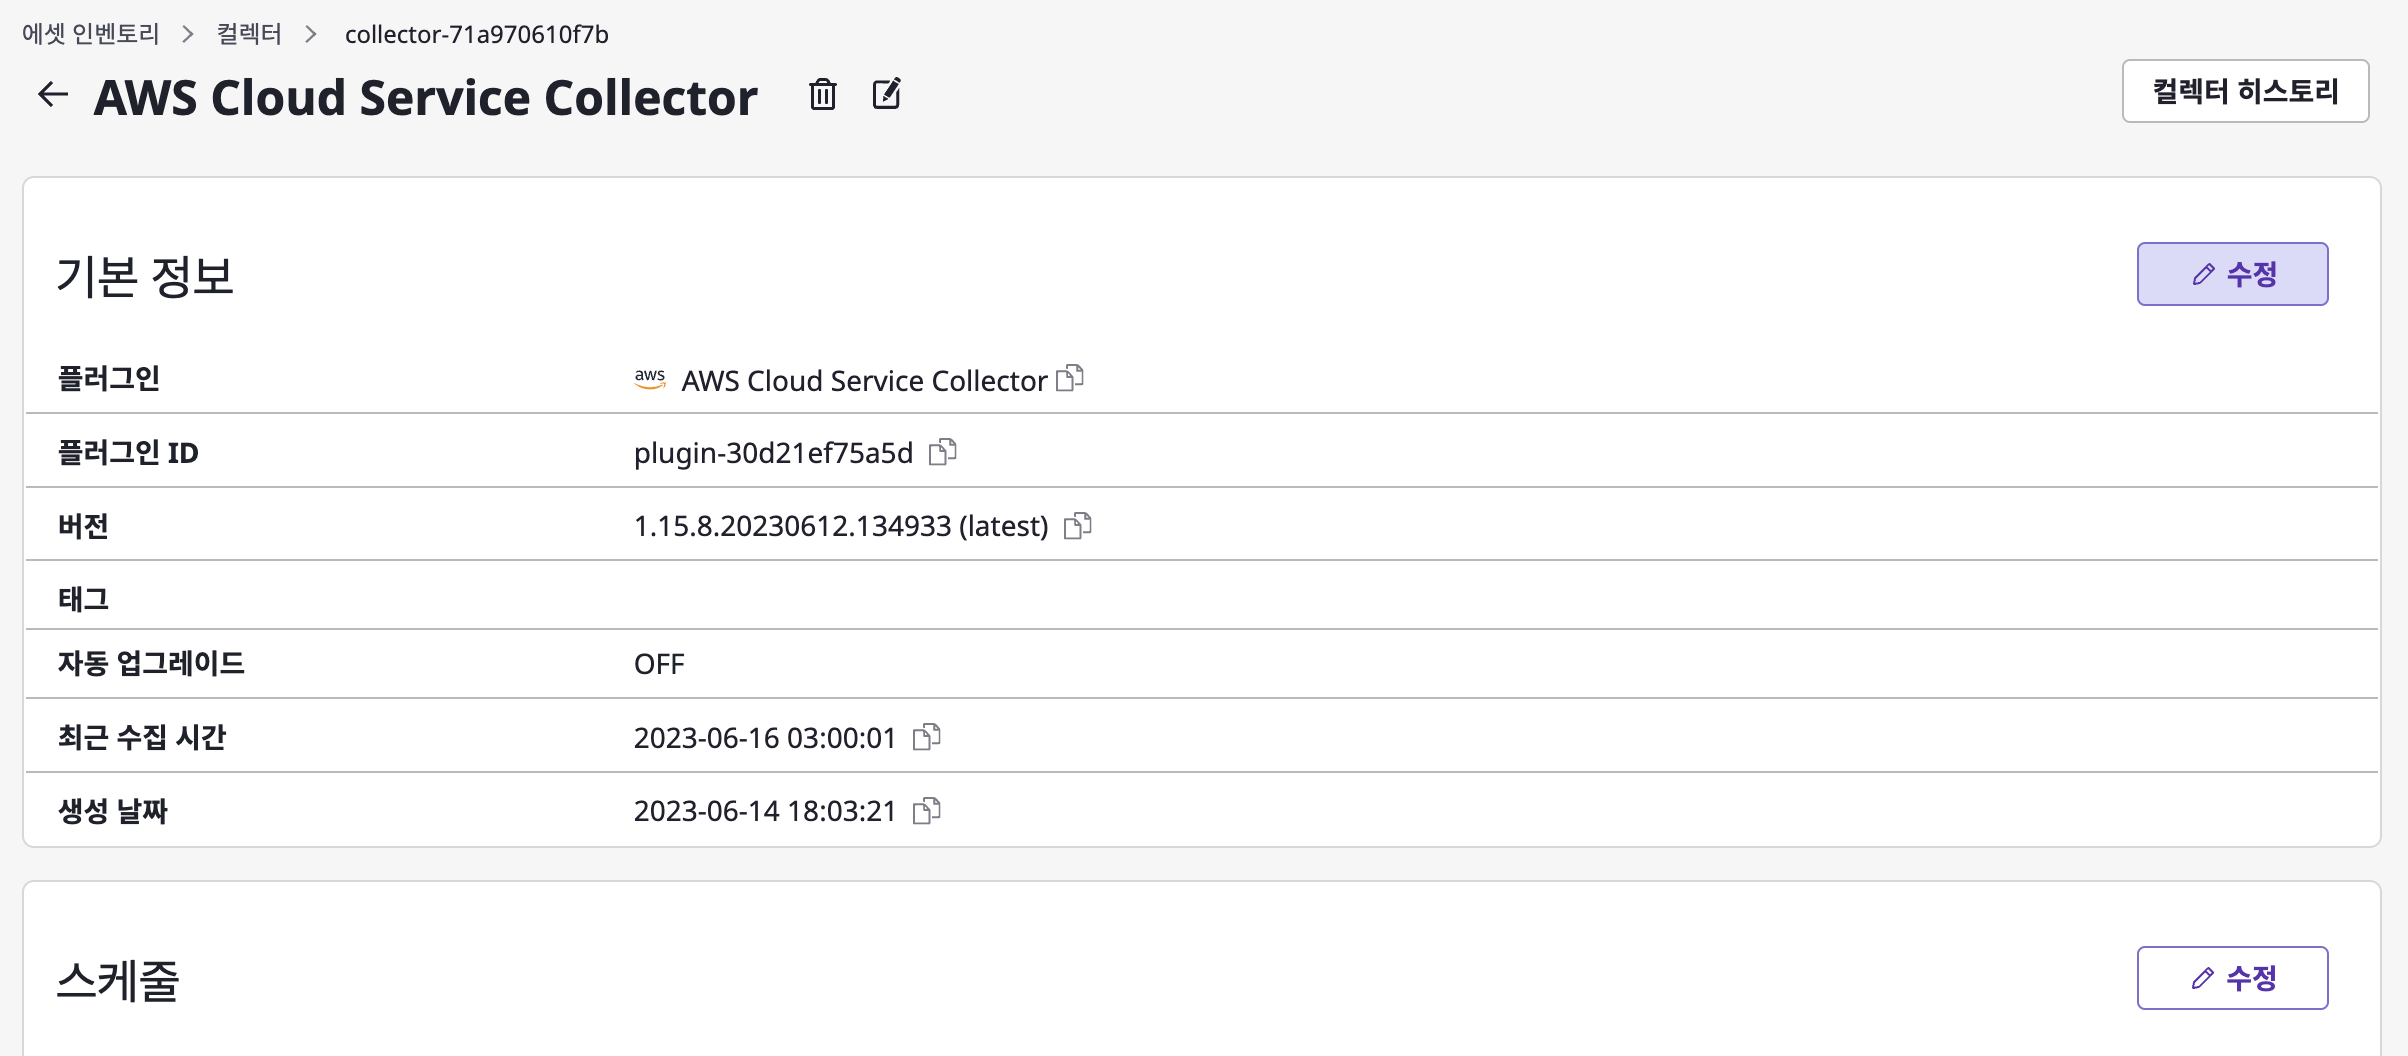 에셋 인벤토리 > 컬렉터 > collector-71a970610f7b
AWS Cloud Service Collector
컬렉터 히스토리
기본 정보
수정
플러그인 aws AWS Cloud Service Collector
플러그인 ID plugin-30d21ef75a5d
버전 1.15.8.20230612.134933 (latest)
태그
자동 업그레이드 OFF
최근 수집 시간 2023-06-16 03:00:01
생성 날짜 2023-06-14 18:03:21
스케줄
수정